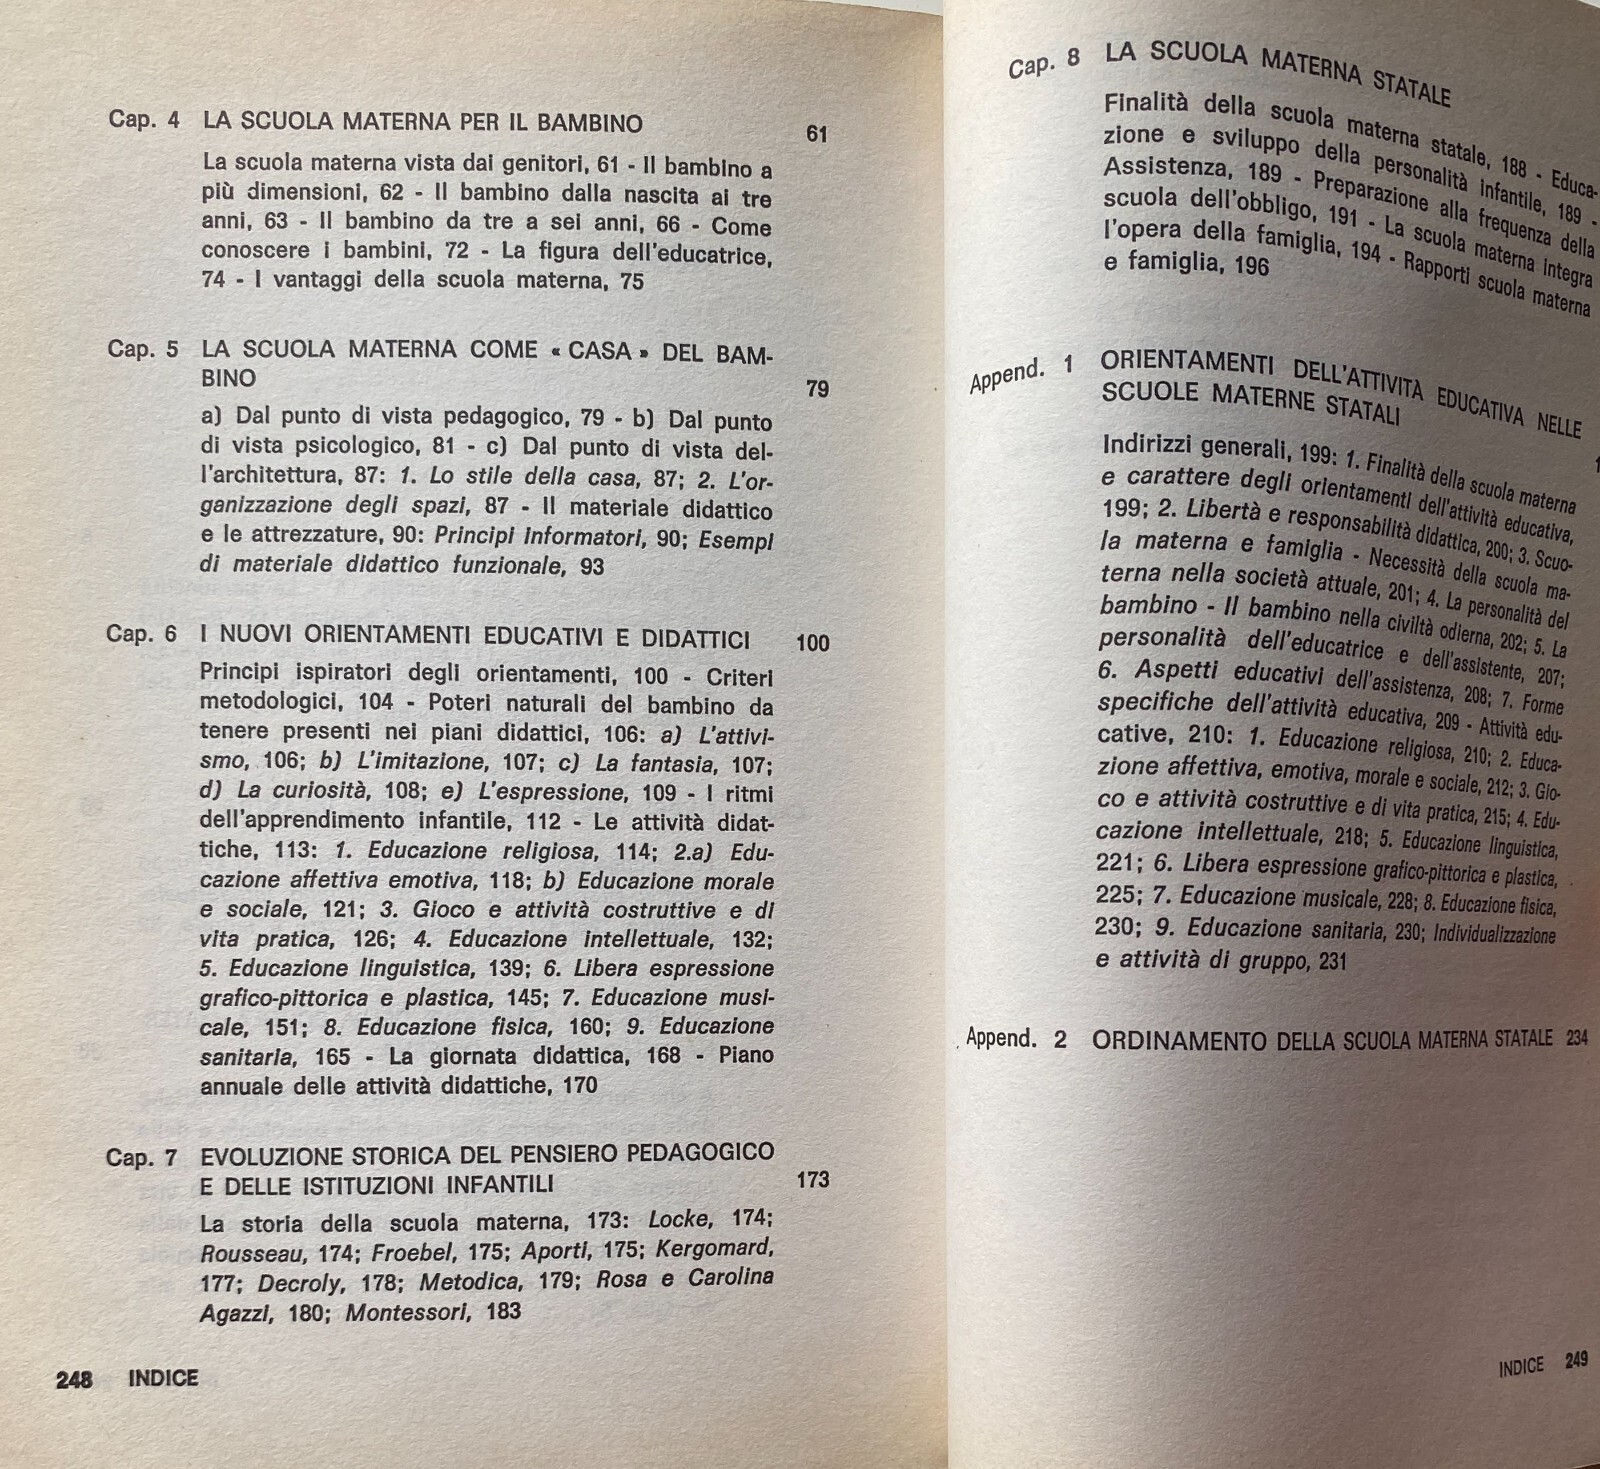 Cap. 4 LA SCUOLA MATERNA PER IL BAMBINO 61
La scuola materna vista dai genitori, 61 - Il bambino a
più dimensioni, 62 - Il bambino dalla nascita ai tre
anni, 63 - Il bambino da tre a sei anni, 66 - Come
conoscere i bambini, 72 - La figura dell'educatrice,
74 - I vantaggi della scuola materna, 75
Cap. 5 LA SCUOLA MATERNA COME « CASA » DEL BAM-
BINO 79
a) Dal punto di vista pedagogico, 79 - b) Dal punto
di vista psicologico, 81 - c) Dal punto di vista del-
l'architettura, 87: 1. Lo stile della casa, 87; 2. L'or-
ganizzazione degli spazi, 87 - Il materiale didattico
e le attrezzature, 90: Principi informatori, 90; Esempi
di materiale didattico funzionale, 93
Cap. 6 I NUOVI ORIENTAMENTI EDUCATIVI E DIDATTICI 100
Principi ispiratori degli orientamenti, 100 - Criteri
metodologici, 104 - Poteri naturali del bambino da
tenere presenti nei piani didattici, 106: a) L'attivi-
smo, 106; b) L'imitazione, 107; c) La fantasia, 107;
d) La curiosità, 108; e) L'espressione, 109 - I ritmi
dell'apprendimento infantile, 112 - Le attività didat-
tiche, 113: 1. Educazione religiosa, 114; 2.a) Edu-
cazione affettiva emotiva, 118; b) Educazione morale
e sociale, 121; 3. Gioco e attività costruttive e di
vita pratica, 126; 4. Educazione intellettuale, 132;
5. Educazione linguistica, 139; 6. Libera espressione
grafico-pittorica e plastica, 145; 7. Educazione musi-
cale, 151; 8. Educazione fisica, 160; 9. Educazione
sanitaria, 165 - La giornata didattica, 168 - Piano
annuale delle attività didattiche, 170
Cap. 7 EVOLUZIONE STORICA DEL PENSIERO PEDAGOGICO
E DELLE ISTITUZIONI INFANTILI 173
La storia della scuola materna, 173: Locke, 174;
Rousseau, 174; Froebel, 175; Aporti, 175; Kergomard,
177; Decroly, 178; Metodica, 179; Rosa e Carolina
Agazzi, 180; Montessori, 183
248 INDICE
Cap. 8 LA SCUOLA MATERNA STATALE
Finalità della scuola materna statale, 188 - Educa-
zione e sviluppo della personalità infantile, 189 -
Assistenza, 189 - Preparazione alla frequenza della
scuola dell'obbligo, 191 - La scuola materna integra
l'opera della famiglia, 194 - Rapporti scuola materna
e famiglia, 196
Append. 1 ORIENTAMENTI DELL'ATTIVITÀ EDUCATIVA NELLE
SCUOLE MATERNE STATALI
Indirizzi generali, 199: 1. Finalità della scuola materna
e carattere degli orientamenti dell'attività educativa,
199; 2. Libertà e responsabilità didattica, 200; 3. Scuo-
la materna e famiglia - Necessità della scuola ma-
terna nella società attuale, 201; 4. La personalità del
bambino - Il bambino nella civiltà odierna, 202; 5. La
personalità dell'educatrice e dell'assistente, 207;
6. Aspetti educativi dell'assistenza, 208; 7. Forme
specifiche dell'attività educativa, 209 - Attività edu-
cative, 210: 1. Educazione religiosa, 210; 2. Educa-
zione affettiva, emotiva, morale e sociale, 212; 3. Gio-
co e attività costruttive e di vita pratica, 215; 4. Edu-
cazione intellettuale, 218; 5. Educazione linguistica,
221; 6. Libera espressione grafico-pittorica e plastica,
225; 7. Educazione musicale, 228; 8. Educazione fisica,
230; 9. Educazione sanitaria, 230; Individualizzazione
e attività di gruppo, 231
Append. 2 ORDINAMENTO DELLA SCUOLA MATERNA STATALE 234
INDICE 249